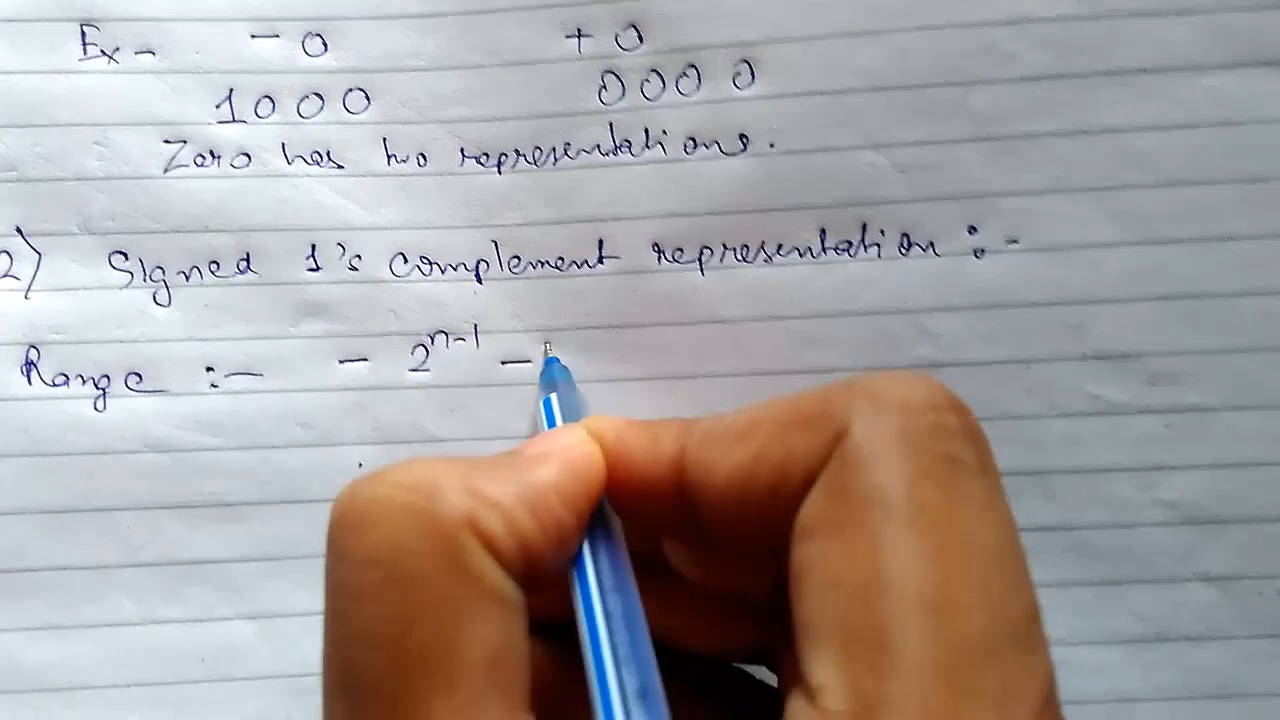 Ex - - 0 + 0
1000 0000
Zero has two representations.
2) Signed 1's complement representation :-
Range :- - 2^{n-1} -